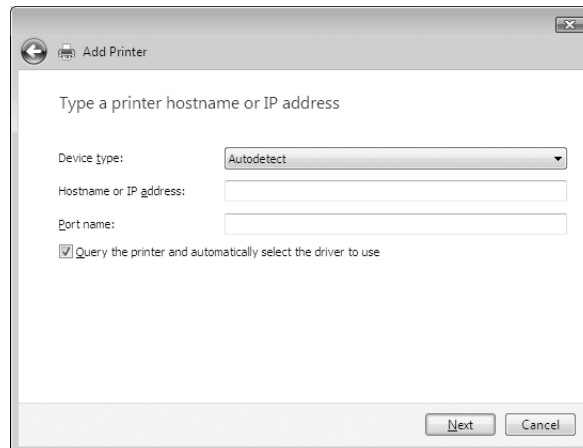 Add Printer
Type a printer hostname or IP address
Device type: Autodetect
Hostname or IP address:
Port name:
Query the printer and automatically select the driver to use
Next Cancel